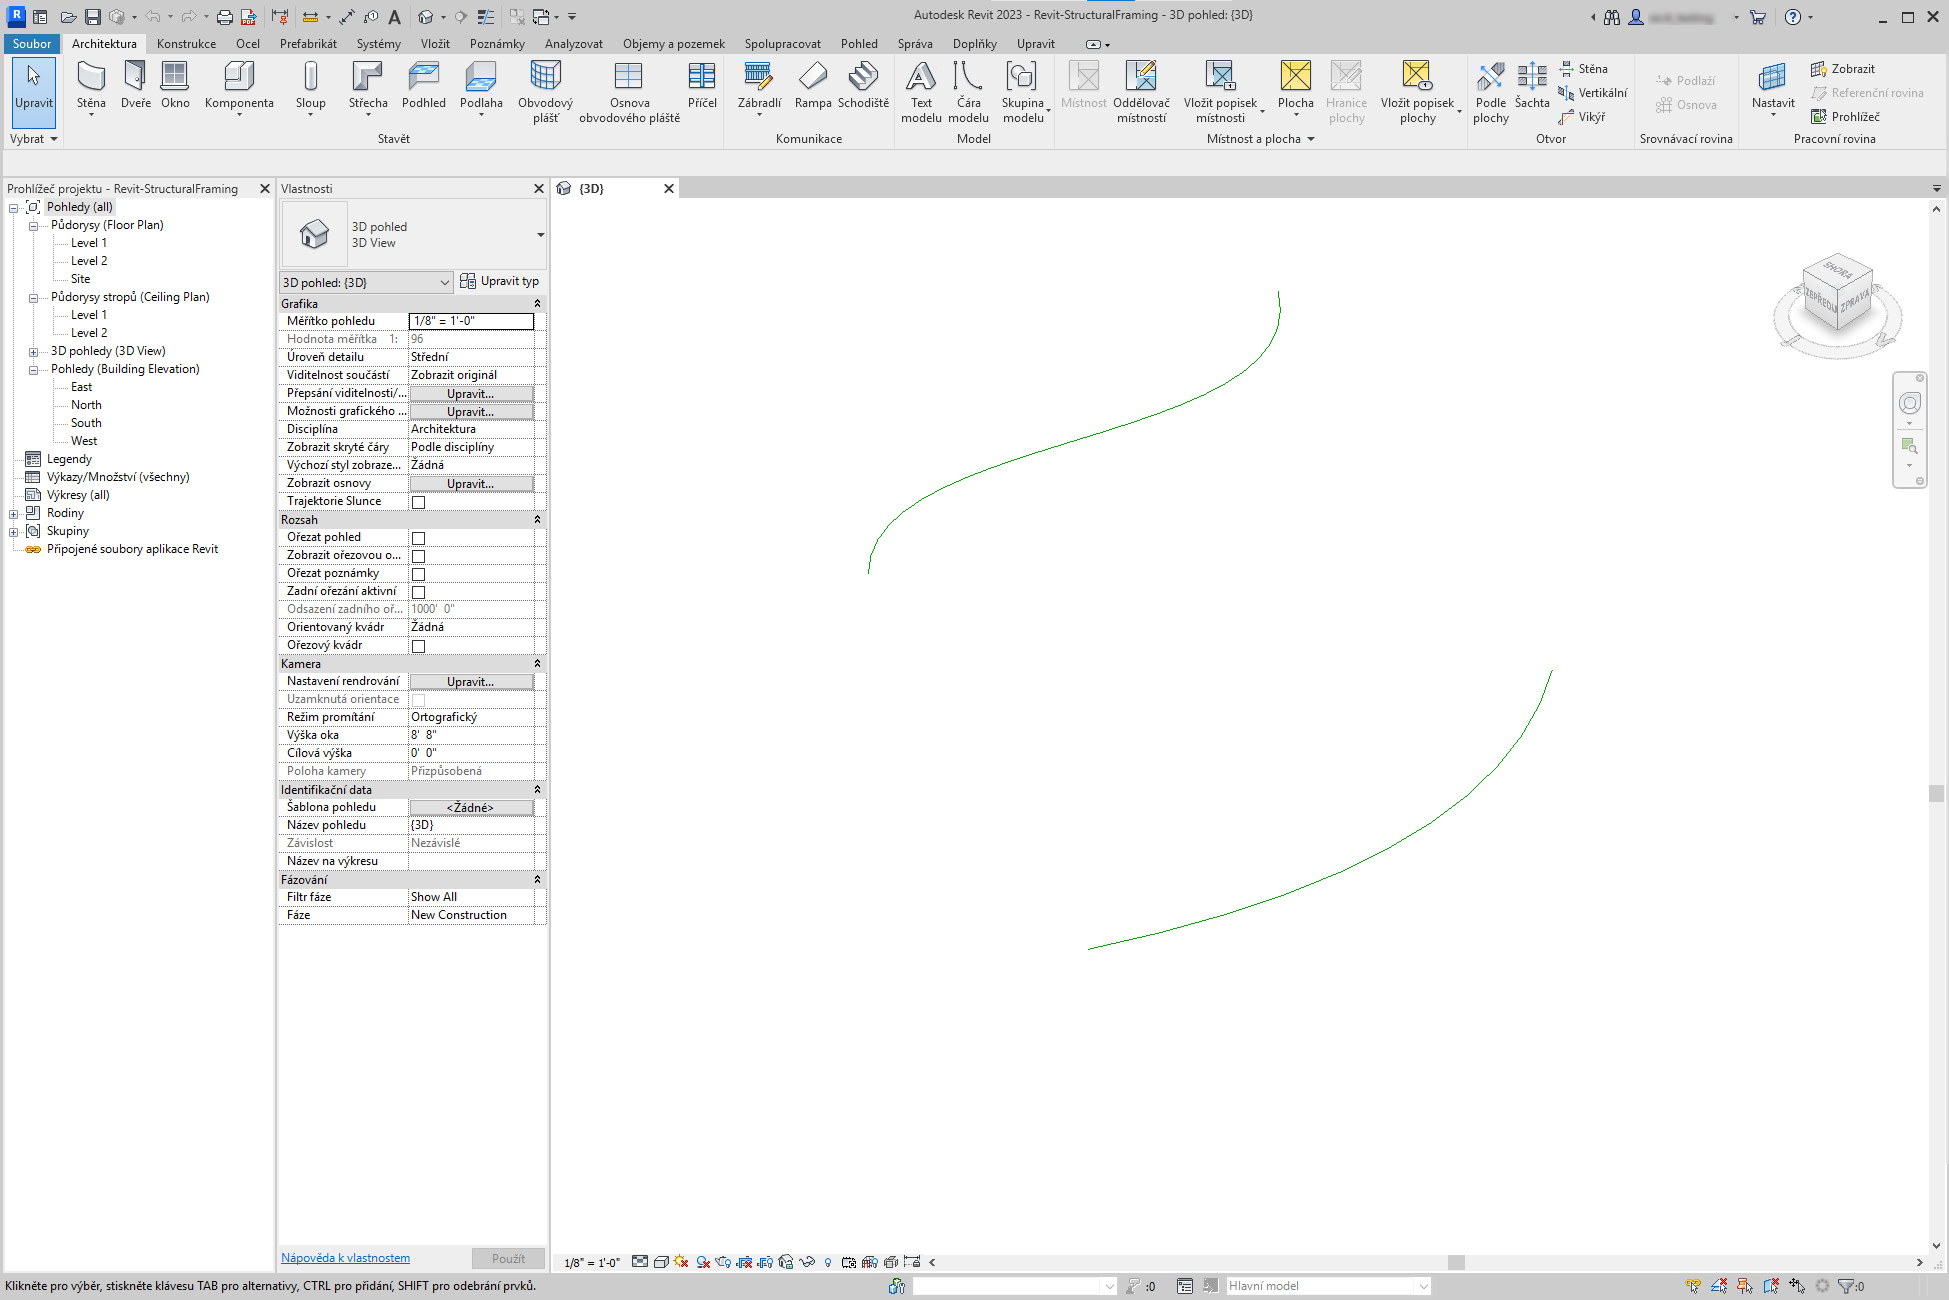 Autodesk Revit 2023 - Revit-StructuralFraming - 3D pohled: {3D}
Soubor Architektura Konstrukce Ocel Prefabrikát Systémy Vložit Poznámky Analyzovat Objemy a pozemek Spolupracovat Pohled Správa Doplňky Upravit
Upravit Stěna Dveře Okno Komponenta Sloup Střecha Podhled Podlaha Obvodový plášť Osnova obvodového pláště Příčel Zábradlí Rampa Schodiště Text modelu Čára modelu Skupina modelu Místnost Oddělovač místností Vložit popisek místnosti Plocha Hranice plochy Vložit popisek plochy Podle plochy Šachta Stěna Vertikální Vikýř Podlaží Osnova Nastavit Zobrazit Referenční rovina Prohlížeč
Vybrat Stavět Komunikace Model Místnost a plocha Otvor Srovnávací rovina Pracovní rovina
Prohlížeč projektu - Revit-StructuralFraming
Pohledy (all)
Půdorysy (Floor Plan)
Level 1
Level 2
Site
Půdorysy stropů (Ceiling Plan)
Level 1
Level 2
3D pohledy (3D View)
Pohledy (Building Elevation)
East
North
South
West
Legendy
Výkazy/Množství (všechny)
Výkresy (all)
Rodiny
Skupiny
Připojené soubory aplikace Revit
Vlastnosti
3D pohled
3D View
3D pohled: {3D} Upravit typ
Grafika
Měřítko pohledu 1/8" = 1'-0"
Hodnota měřítka 1: 96
Úroveň detailu Střední
Viditelnost součástí Zobrazit originál
Přepsání viditelnosti/... Upravit...
Možnosti grafického ... Upravit...
Disciplína Architektura
Zobrazit skryté čáry Podle disciplíny
Výchozí styl zobraze... Žádná
Zobrazit osnovy Upravit...
Trajektorie Slunce
Rozsah
Ořezat pohled
Zobrazit ořezovou o...
Ořezat poznámky
Zadní ořezání aktivní
Odsazení zadního oř... 1000' 0"
Orientovaný kvádr Žádná
Ořezový kvádr
Kamera
Nastavení rendrování Upravit...
Uzamknutá orientace
Režim promítání Ortografický
Výška oka 8' 8"
Cílová výška 0' 0"
Poloha kamery Přizpůsobená
Identifikační data
Šablona pohledu <Žádné>
Název pohledu {3D}
Závislost Nezávislé
Název na výkresu
Fázování
Filtr fáze Show All
Fáze New Construction
Nápověda k vlastnostem Použít
{3D}
SHORA
ZEPŘEDU ZPRAVA
1/8" = 1'-0"
Klikněte pro výběr, stiskněte klávesu TAB pro alternativy, CTRL pro přidání, SHIFT pro odebrání prvků. :0 Hlavní model :0